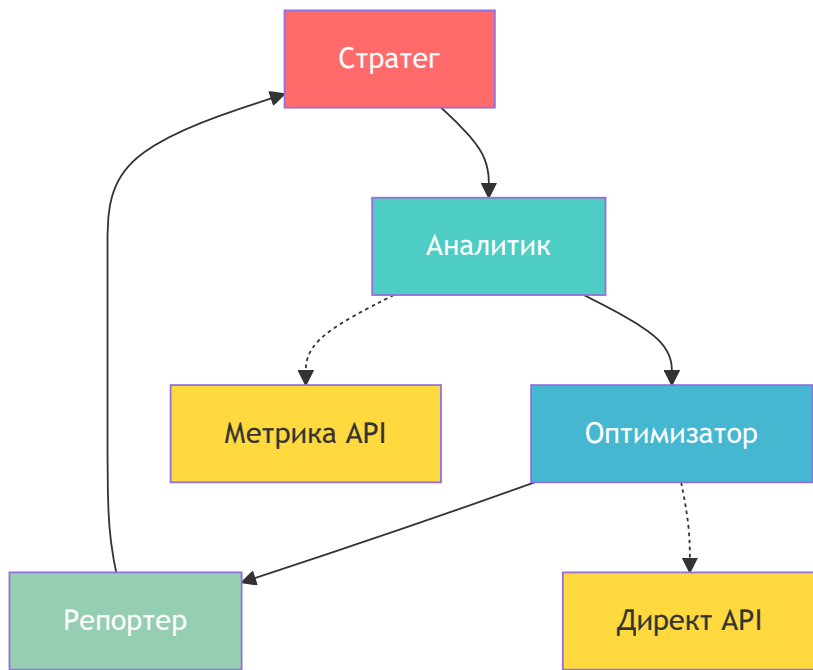 Стратег
Аналитик
Метрика API
Оптимизатор
Репортер
Директ API